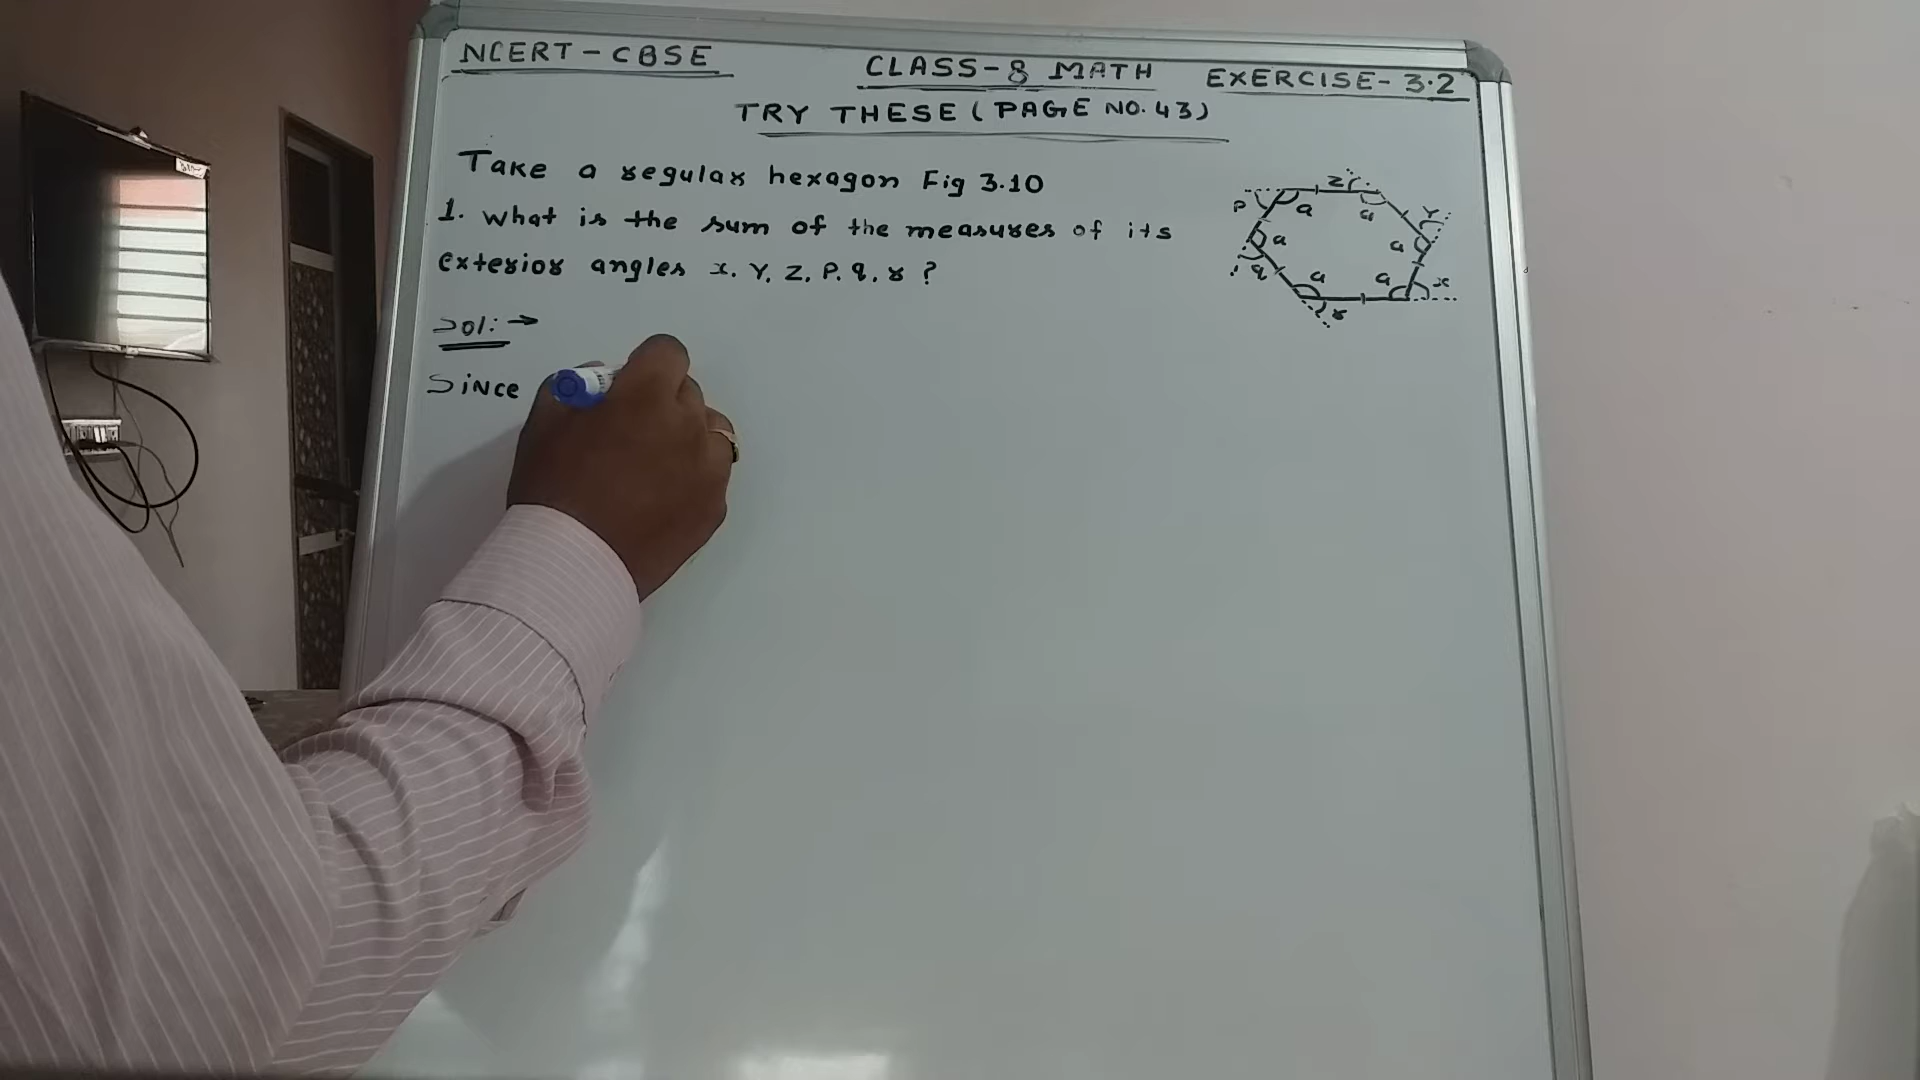 NCERT - CBSE
CLASS-8 MATH
EXERCISE- 3.2
TRY THESE (PAGE NO. 43)
Take a regular hexagon Fig 3.10
1. what is the sum of the measures of its
exterior angles x, Y, Z, P, q, r ?
Sol: →
Since
P
a
Z
a
Y
a
a
q
a
a
x
r